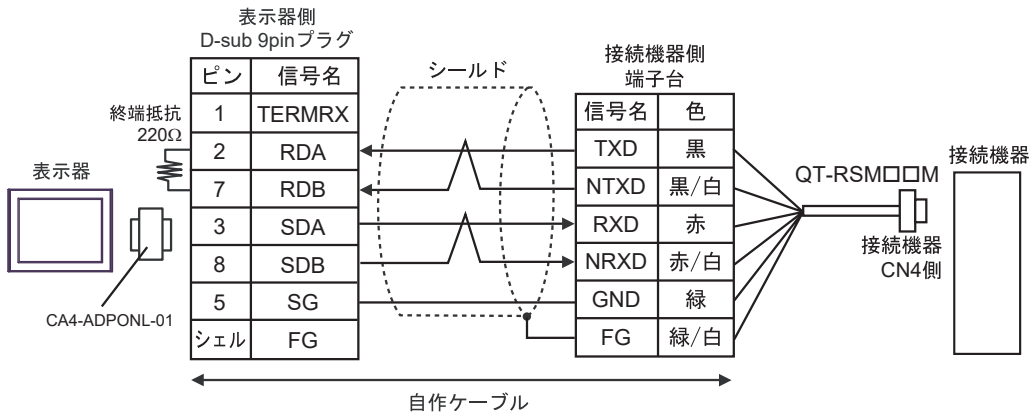 表示器側
D-sub 9pinプラグ
ピン 信号名
1 TERMRX
2 RDA
7 RDB
3 SDA
8 SDB
5 SG
シェル FG
終端抵抗
220Ω
表示器
CA4-ADPONL-01
シールド
接続機器側
端子台
信号名 色
TXD 黒
NTXD 黒/白
RXD 赤
NRXD 赤/白
GND 緑
FG 緑/白
QT-RSM□□M
接続機器
CN4側
接続機器
自作ケーブル